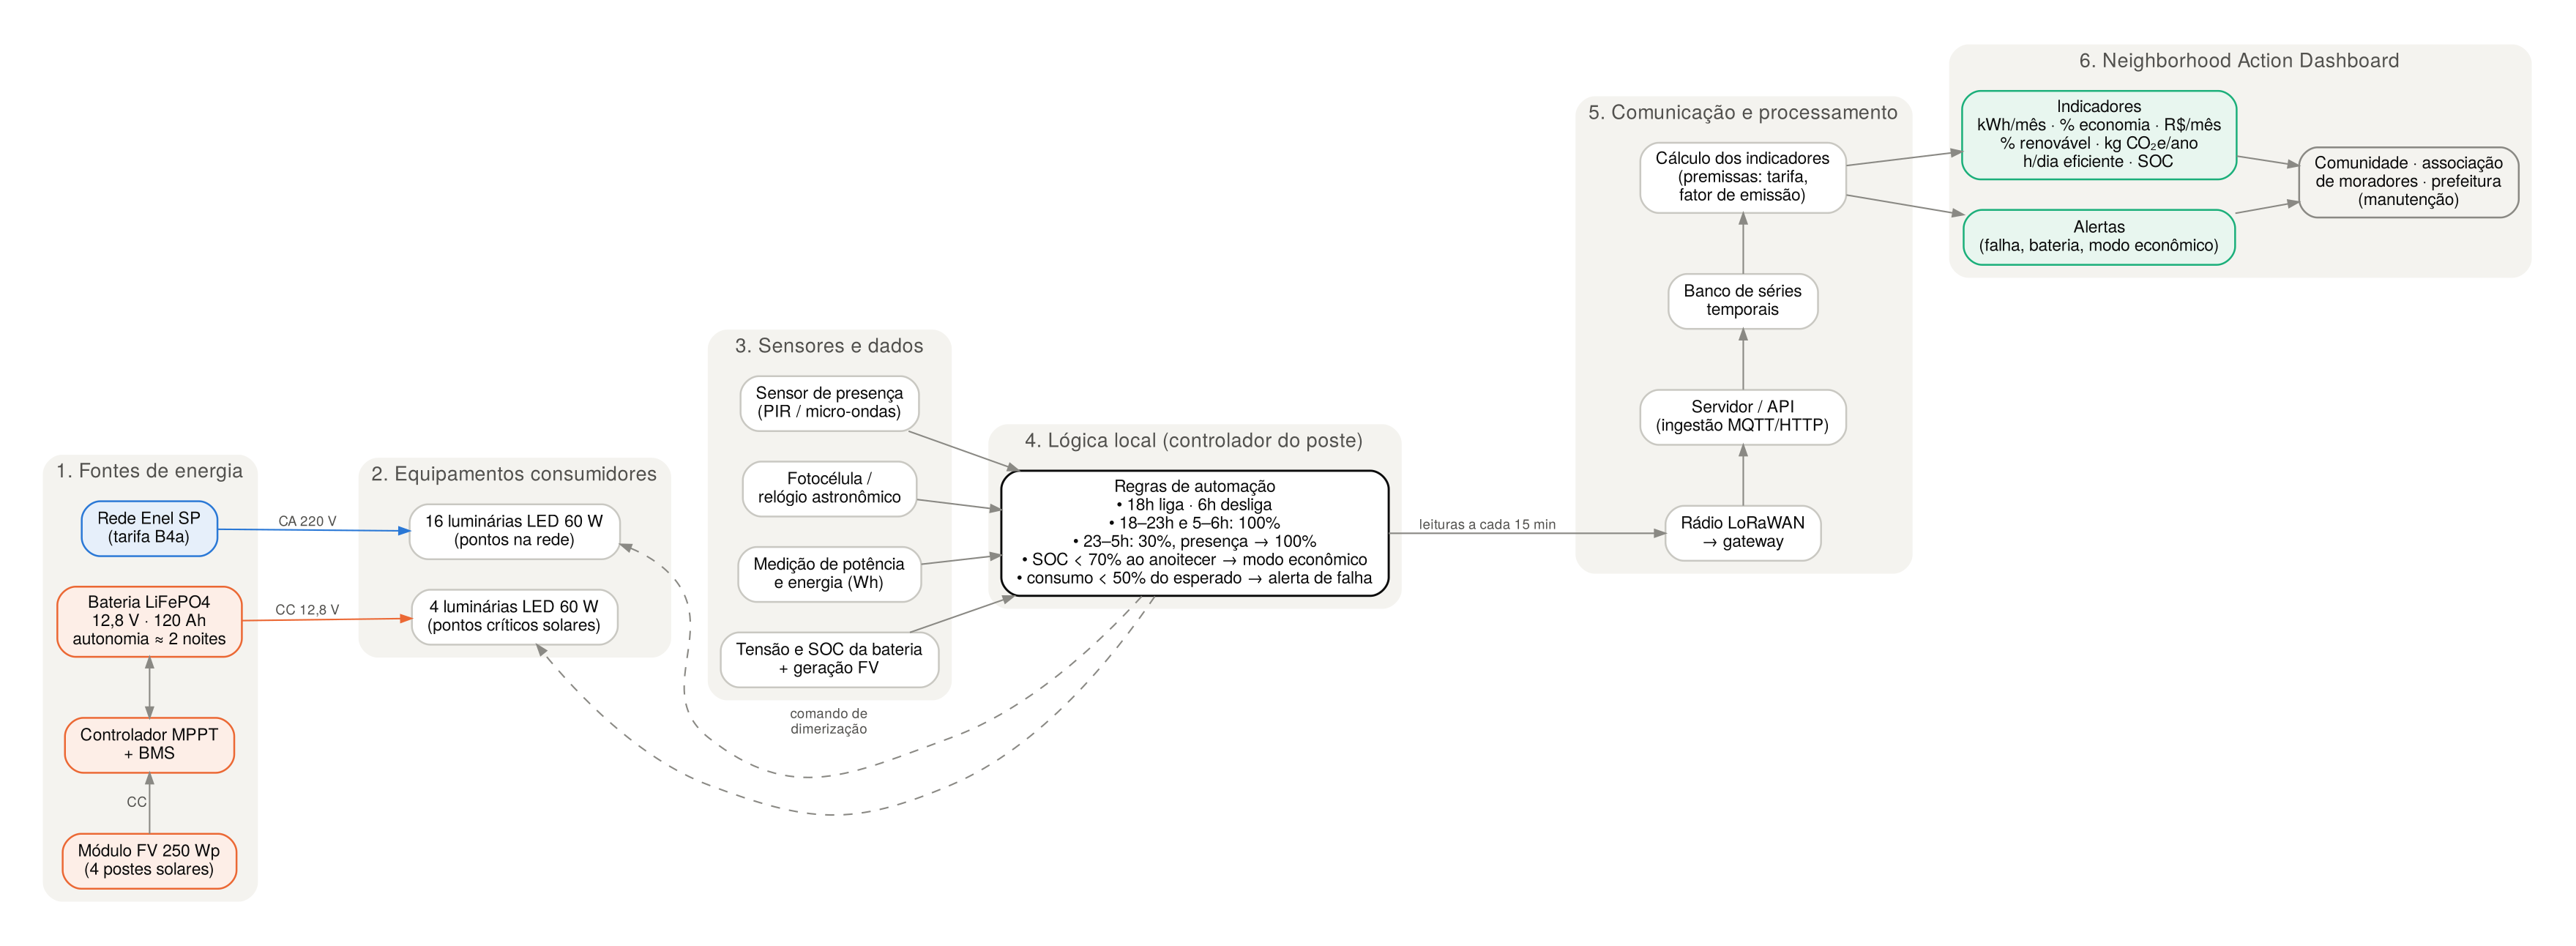 1. Fontes de energia
Rede Enel SP
(tarifa B4a)
Bateria LiFePO4
12,8 V · 120 Ah
autonomia ≈ 2 noites
Controlador MPPT
+ BMS
CC
Módulo FV 250 Wp
(4 postes solares)
CA 220 V
CC 12,8 V
2. Equipamentos consumidores
16 luminárias LED 60 W
(pontos na rede)
4 luminárias LED 60 W
(pontos críticos solares)
3. Sensores e dados
Sensor de presença
(PIR / micro-ondas)
Fotocélula /
relógio astronômico
Medição de potência
e energia (Wh)
Tensão e SOC da bateria
+ geração FV
comando de
dimerização
4. Lógica local (controlador do poste)
Regras de automação
• 18h liga · 6h desliga
• 18–23h e 5–6h: 100%
• 23–5h: 30%, presença → 100%
• SOC < 70% ao anoitecer → modo econômico
• consumo < 50% do esperado → alerta de falha
leituras a cada 15 min
5. Comunicação e processamento
Cálculo dos indicadores
(premissas: tarifa,
fator de emissão)
Banco de séries
temporais
Servidor / API
(ingestão MQTT/HTTP)
Rádio LoRaWAN
→ gateway
6. Neighborhood Action Dashboard
Indicadores
kWh/mês · % economia · R$/mês
% renovável · kg CO₂e/ano
h/dia eficiente · SOC
Alertas
(falha, bateria, modo econômico)
Comunidade · associação
de moradores · prefeitura
(manutenção)